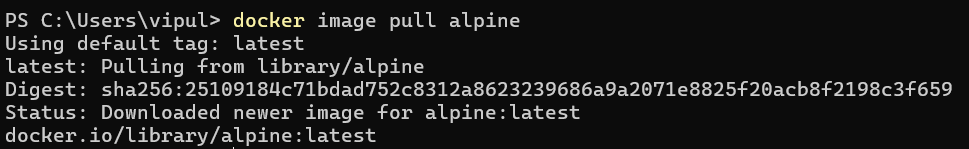 PS C:\Users\vipul> docker image pull alpine
Using default tag: latest
latest: Pulling from library/alpine
Digest: sha256:25109184c71bdad752c8312a8623239686a9a2071e8825f20acb8f2198c3f659
Status: Downloaded newer image for alpine:latest
docker.io/library/alpine:latest